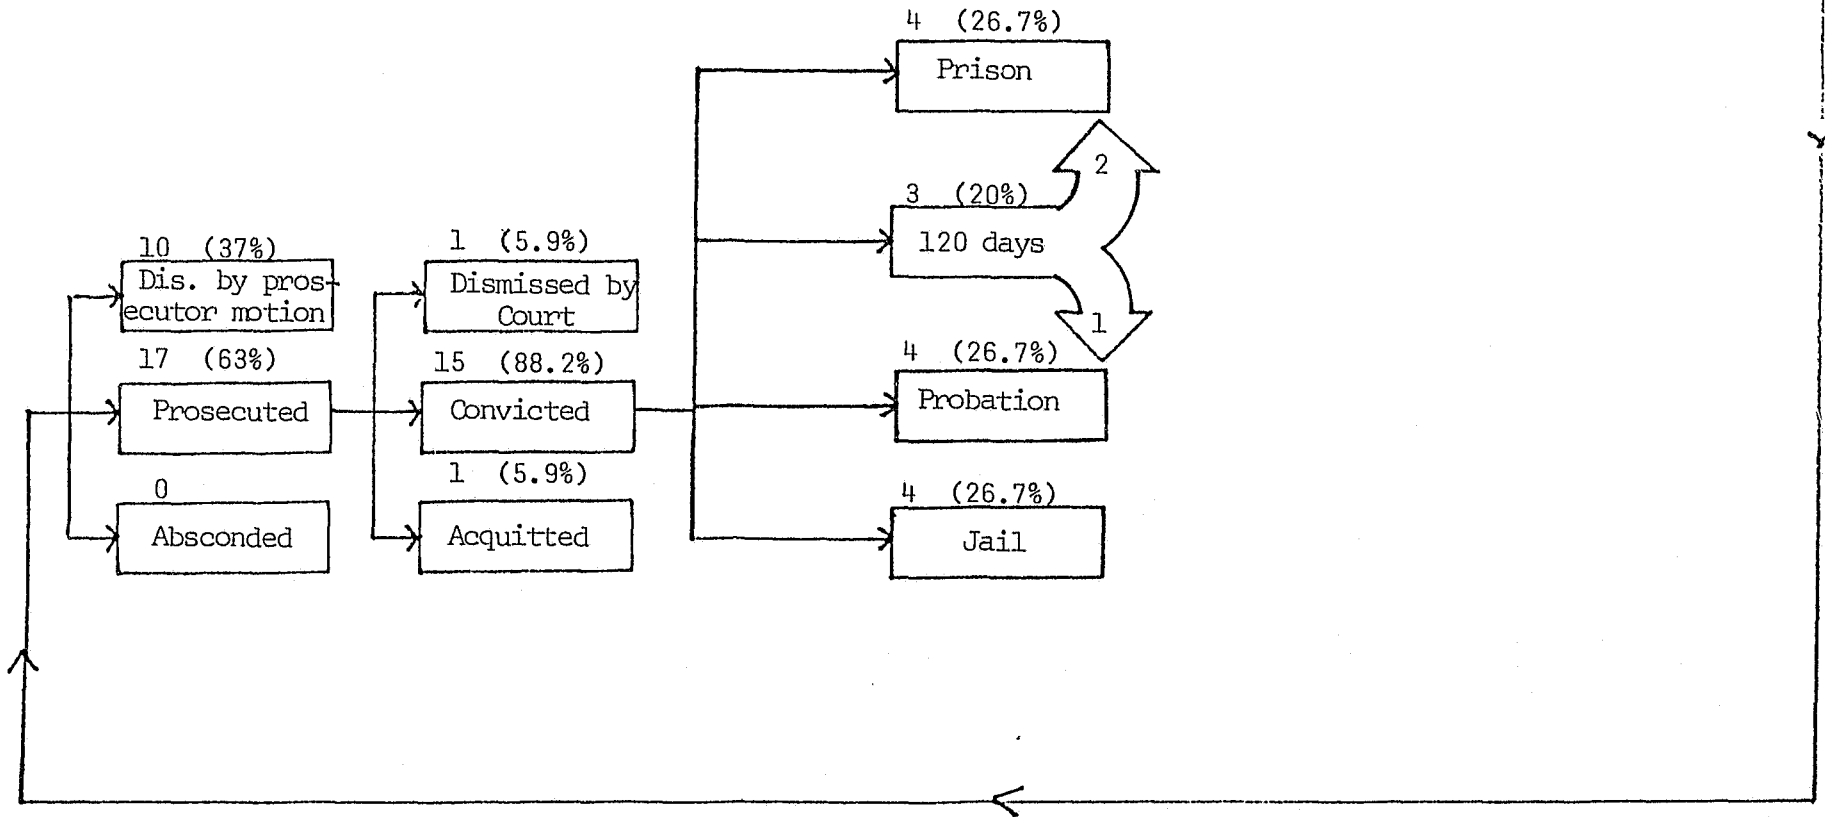 4 (26.7%)
Prison
2
3 (20%)
120 days
1
10 (37%)
Dis. by pros-
ecutor motion
17 (63%)
Prosecuted
0
Absconded
1 (5.9%)
Dismissed by
Court
15 (88.2%)
Convicted
1 (5.9%)
Acquitted
4 (26.7%)
Probation
4 (26.7%)
Jail